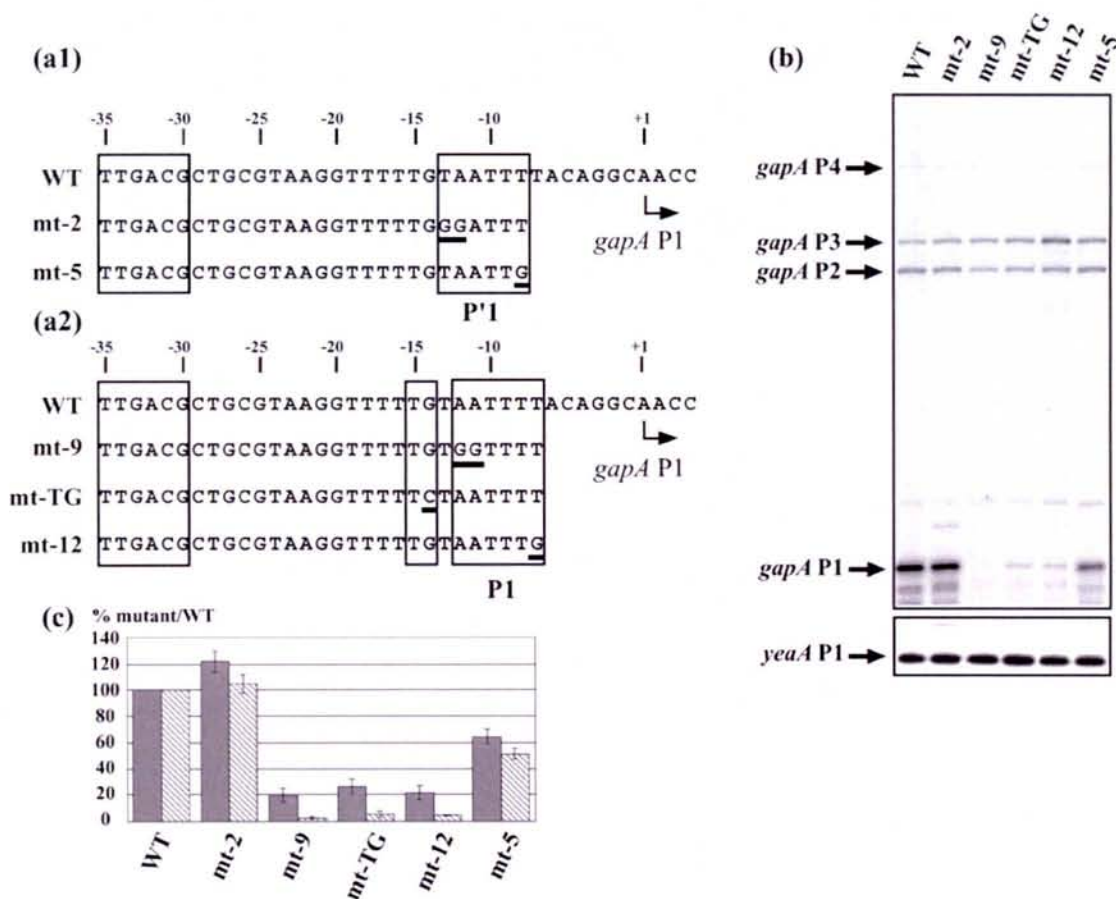 (a1)
-35 -30 -25 -20 -15 -10 +1
WT TTGACGCTGCGTAAGGTTTTTGTAATTTTACAGGCAACC
mt-2 TTGACGCTGCGTAAGGTTTTTGGGATTT
gapA P1
mt-5 TTGACGCTGCGTAAGGTTTTTGTAATTG
P'1
(a2)
-35 -30 -25 -20 -15 -10 +1
WT TTGACGCTGCGTAAGGTTTTTGTAATTTTACAGGCAACC
mt-9 TTGACGCTGCGTAAGGTTTTTGTGGTTTT
gapA P1
mt-TG TTGACGCTGCGTAAGGTTTTTCTAATTTT
mt-12 TTGACGCTGCGTAAGGTTTTTGTAATTTG
P1
(b)
WT mt-2 mt-9 mt-TG mt-12 mt-5
gapA P4
gapA P3
gapA P2
gapA P1
yeaA P1
(c)
% mutant/WT
140
120
100
80
60
40
20
0
WT mt-2 mt-9 mt-TG mt-12 mt-5